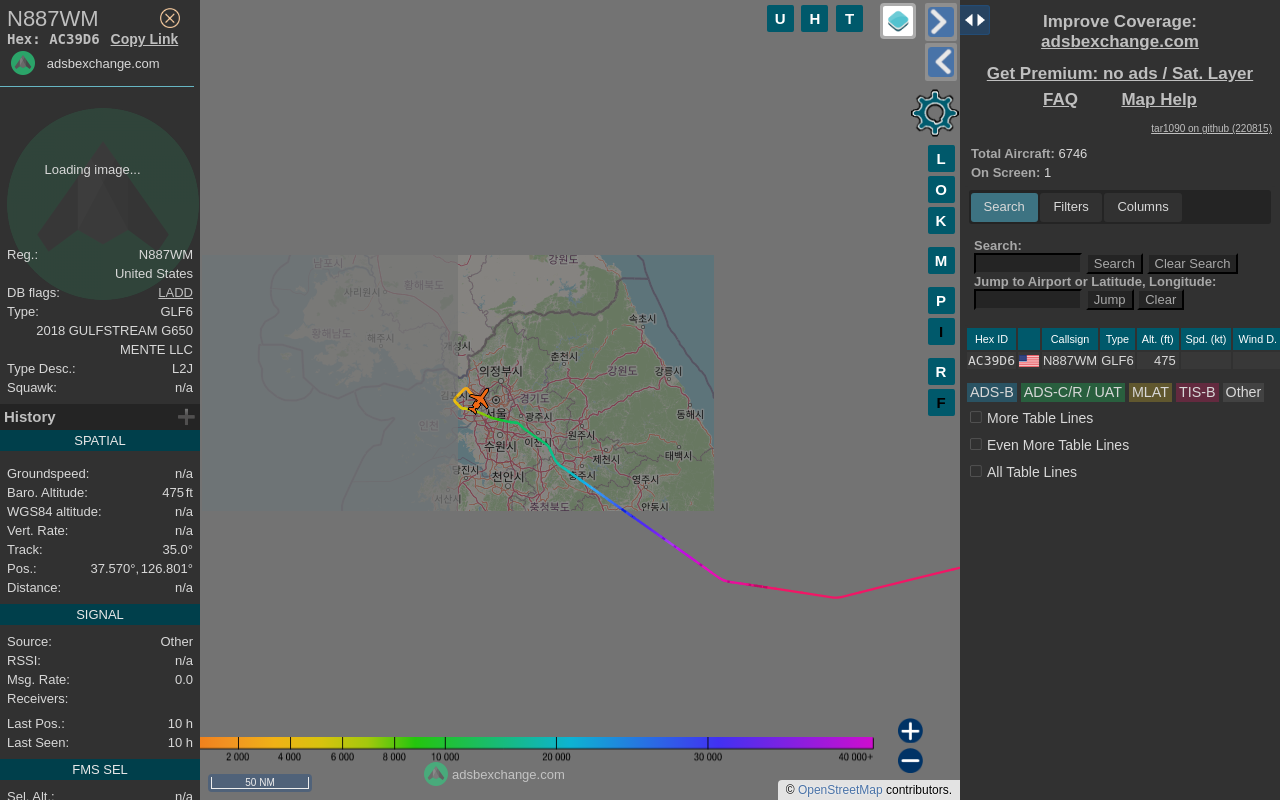 N887WM
Hex: AC39D6 Copy Link
adsbexchange.com
Loading image...
Reg.: N887WM
United States
DB flags: LADD
Type: GLF6
2018 GULFSTREAM G650
MENTE LLC
Type Desc.: L2J
Squawk: n/a
History
SPATIAL
Groundspeed: n/a
Baro. Altitude: 475 ft
WGS84 altitude: n/a
Vert. Rate: n/a
Track: 35.0°
Pos.: 37.570°, 126.801°
Distance: n/a
SIGNAL
Source: Other
RSSI: n/a
Msg. Rate: 0.0
Receivers:
Last Pos.: 10 h
Last Seen: 10 h
FMS SEL
Sel. Alt.: n/a
U H T
L
O
K
M
P
I
R
F
남포시
강원도
사리원시
황해북도
황해남도
해주시
속초시
춘천시
의정부시
강원도
강릉시
경기도
서울
광주시
동해시
인천
수원시
이천시
원주시
제천시
태백시
당진시
천안시
충주시
영주시
서산시
충청북도
안동시
2 000 4 000 6 000 8 000 10 000 20 000 30 000 40 000+
50 NM
adsbexchange.com
© OpenStreetMap contributors.
Improve Coverage:
adsbexchange.com
Get Premium: no ads / Sat. Layer
FAQ Map Help
tar1090 on github (220815)
Total Aircraft: 6746
On Screen: 1
Search Filters Columns
Search:
Search Clear Search
Jump to Airport or Latitude, Longitude:
Jump Clear
Hex ID Callsign Type Alt. (ft) Spd. (kt) Wind D.
AC39D6 N887WM GLF6 475
ADS-B ADS-C/R / UAT MLAT TIS-B Other
More Table Lines
Even More Table Lines
All Table Lines